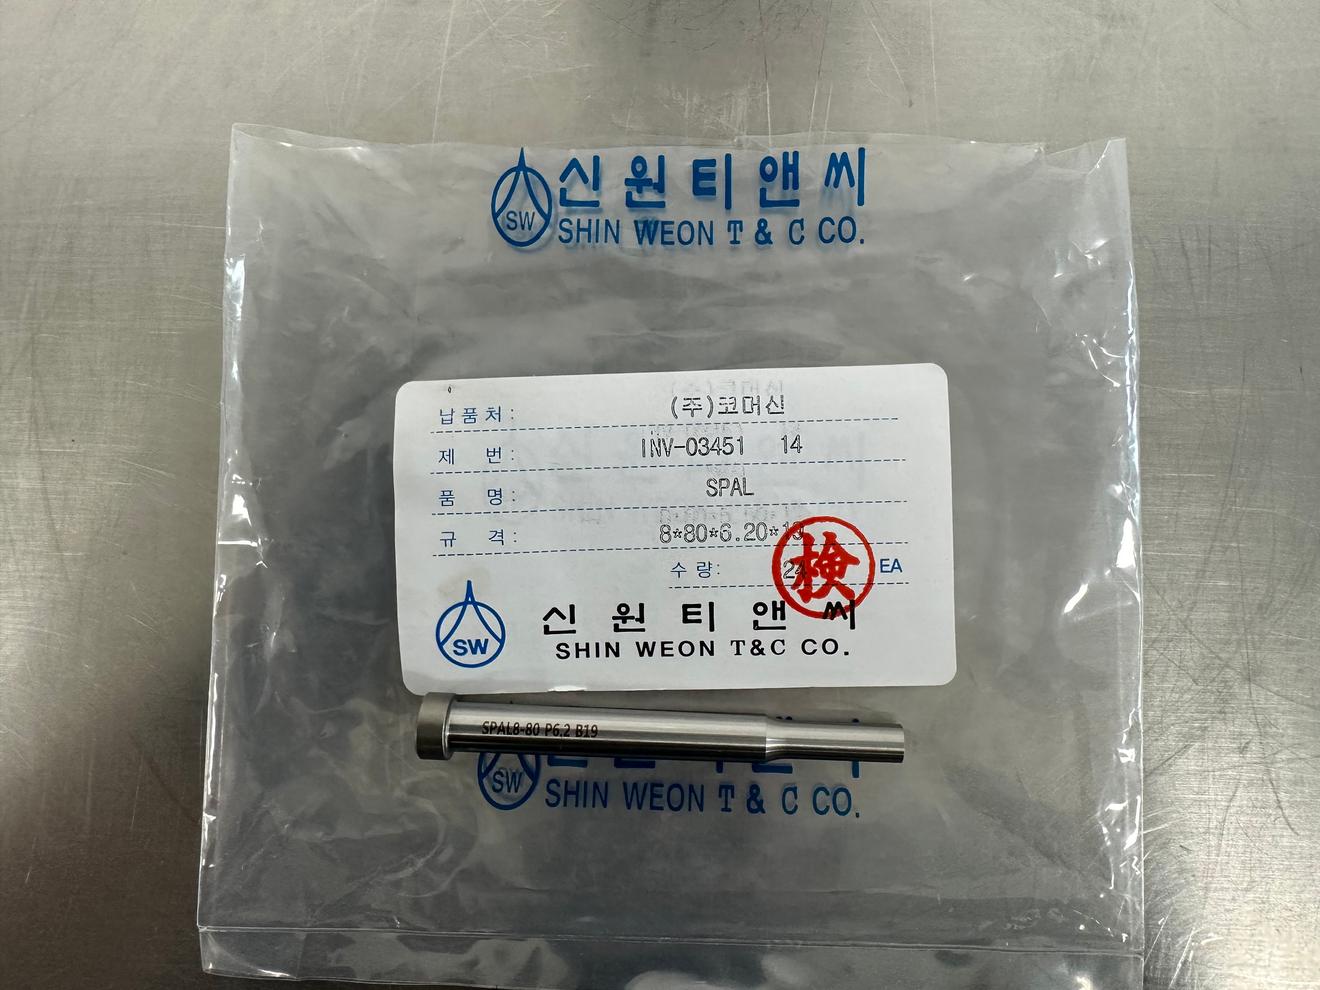 신원티앤씨
SW
SHIN WEON T & C CO.
납품처: (주)코머신
제 번: INV-03451 14
품 명: SPAL
규 격: 8*80*6.20*19
수 량: 24 EA
検
신 원 티 앤 씨
SW
SHIN WEON T&C CO.
SPAL8-80 P6.2 B19
SW
SHIN WEON T & C CO.